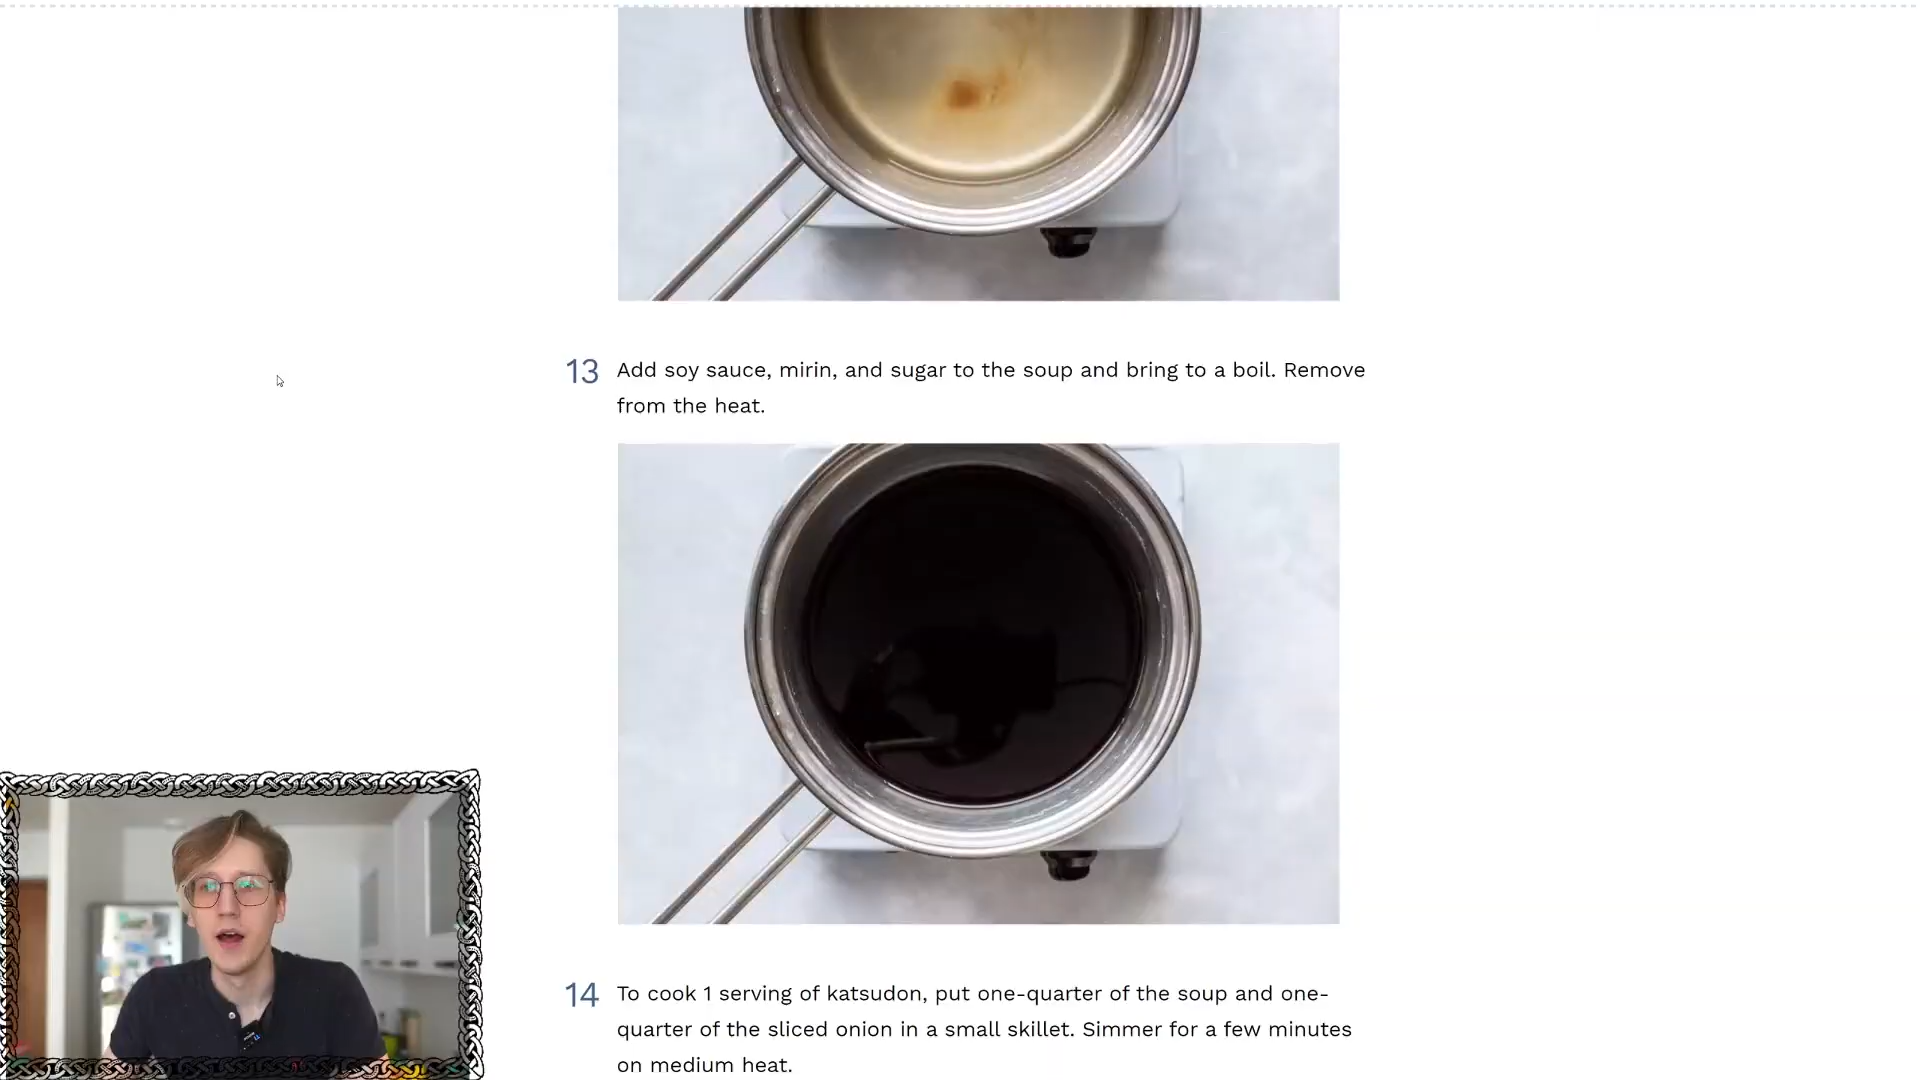 13 Add soy sauce, mirin, and sugar to the soup and bring to a boil. Remove
from the heat.
14 To cook 1 serving of katsudon, put one-quarter of the soup and one-
quarter of the sliced onion in a small skillet. Simmer for a few minutes
on medium heat.